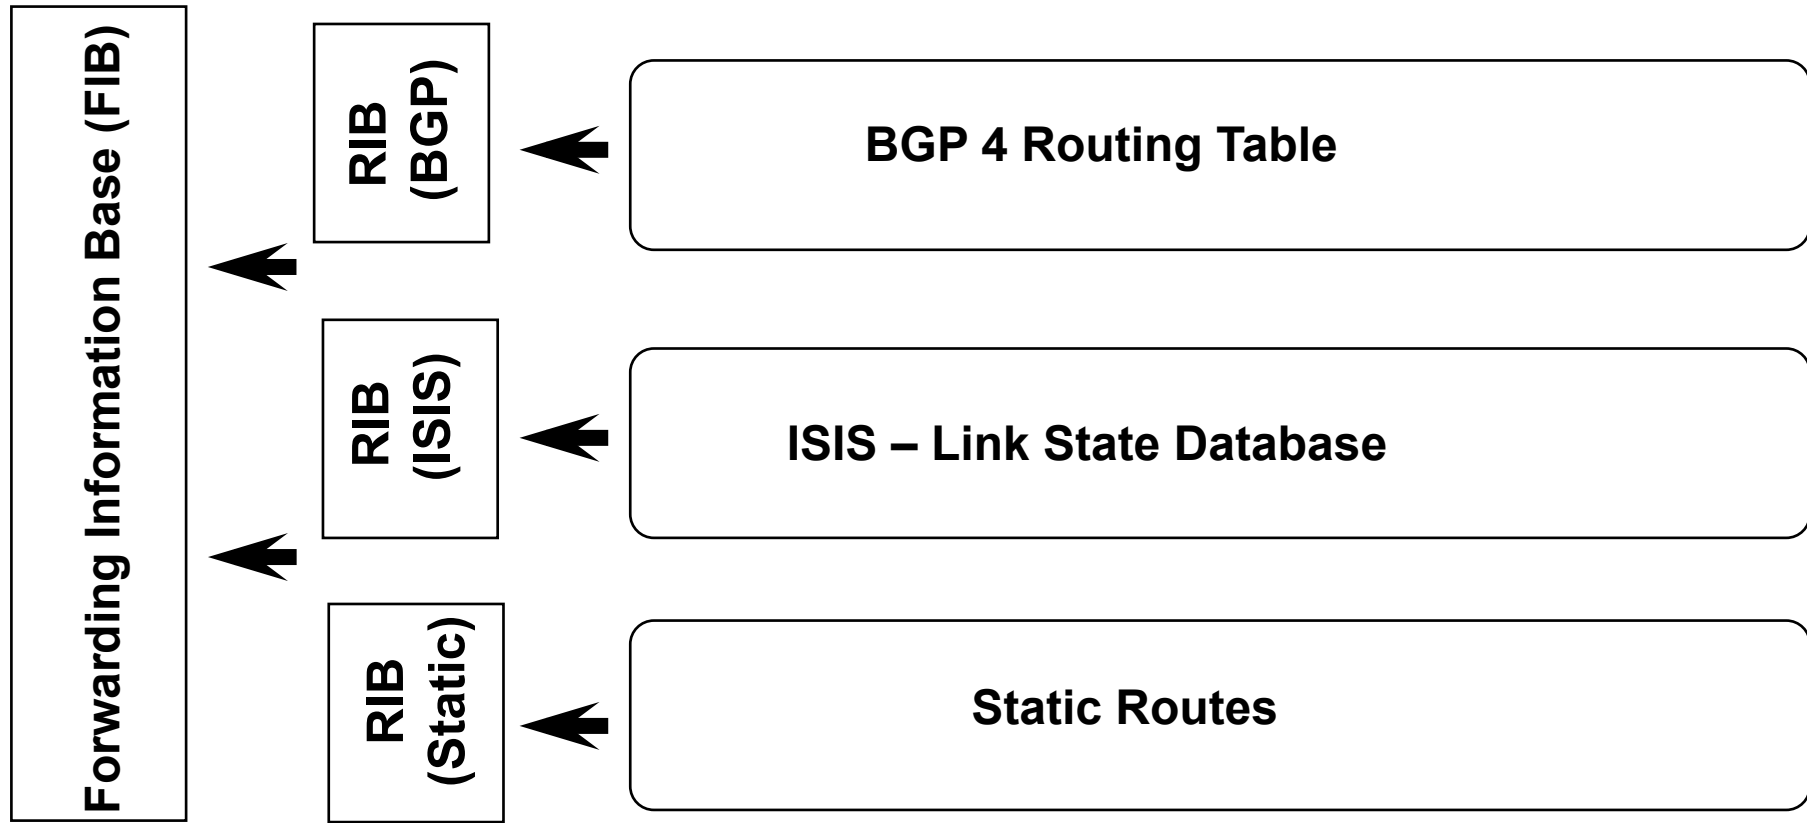 Forwarding Information Base (FIB)
RIB
(BGP)
BGP 4 Routing Table
RIB
(ISIS)
ISIS – Link State Database
RIB
(Static)
Static Routes